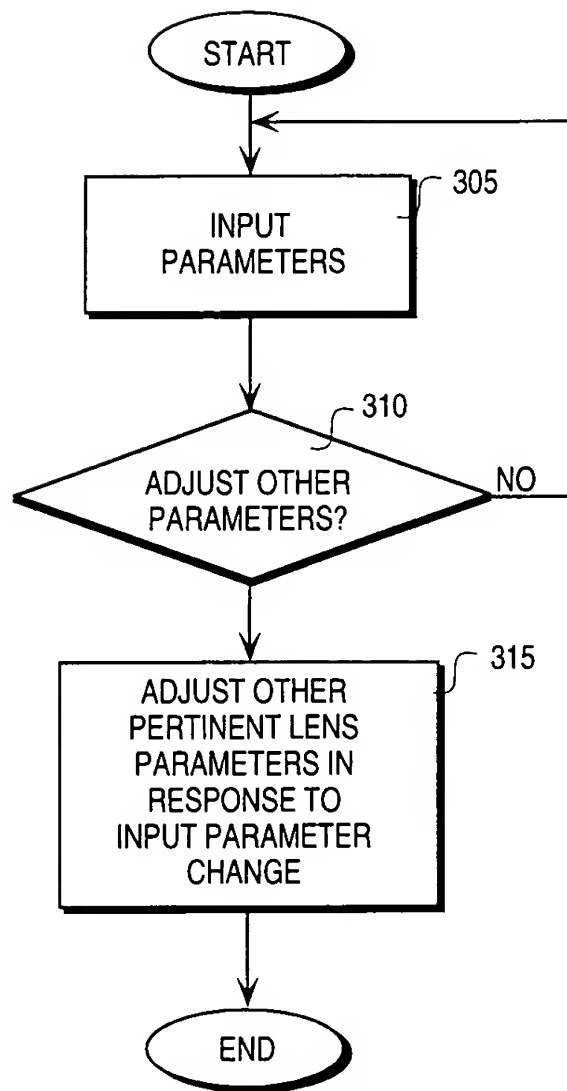 START
305
INPUT
PARAMETERS
310
ADJUST OTHER
PARAMETERS?
NO
315
ADJUST OTHER
PERTINENT LENS
PARAMETERS IN
RESPONSE TO
INPUT PARAMETER
CHANGE
END